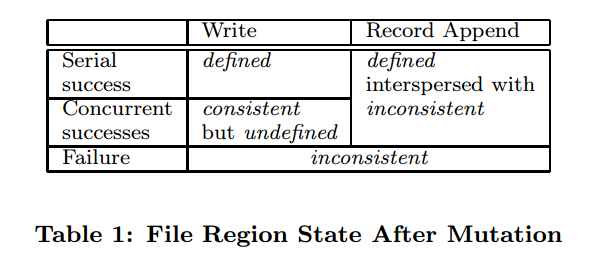 Write Record Append
Serial defined defined
success interspersed with
Concurrent consistent inconsistent
successes but undefined
Failure inconsistent
Table 1: File Region State After Mutation